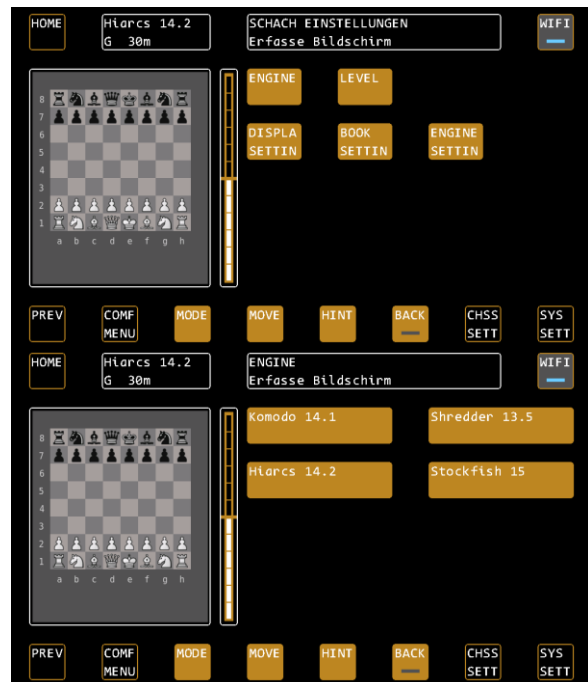 HOME
Hiarcs 14.2
G 30m
SCHACH EINSTELLUNGEN
Erfasse Bildschirm
WIFI
ENGINE
LEVEL
DISPLA
SETTIN
BOOK
SETTIN
ENGINE
SETTIN
8
7
6
5
4
3
2
1
a b c d e f g h
PREV
COMF
MENU
MODE
MOVE
HINT
BACK
CHSS
SETT
SYS
SETT
HOME
Hiarcs 14.2
G 30m
ENGINE
Erfasse Bildschirm
WIFI
Komodo 14.1
Shredder 13.5
Hiarcs 14.2
Stockfish 15
8
7
6
5
4
3
2
1
a b c d e f g h
PREV
COMF
MENU
MODE
MOVE
HINT
BACK
CHSS
SETT
SYS
SETT